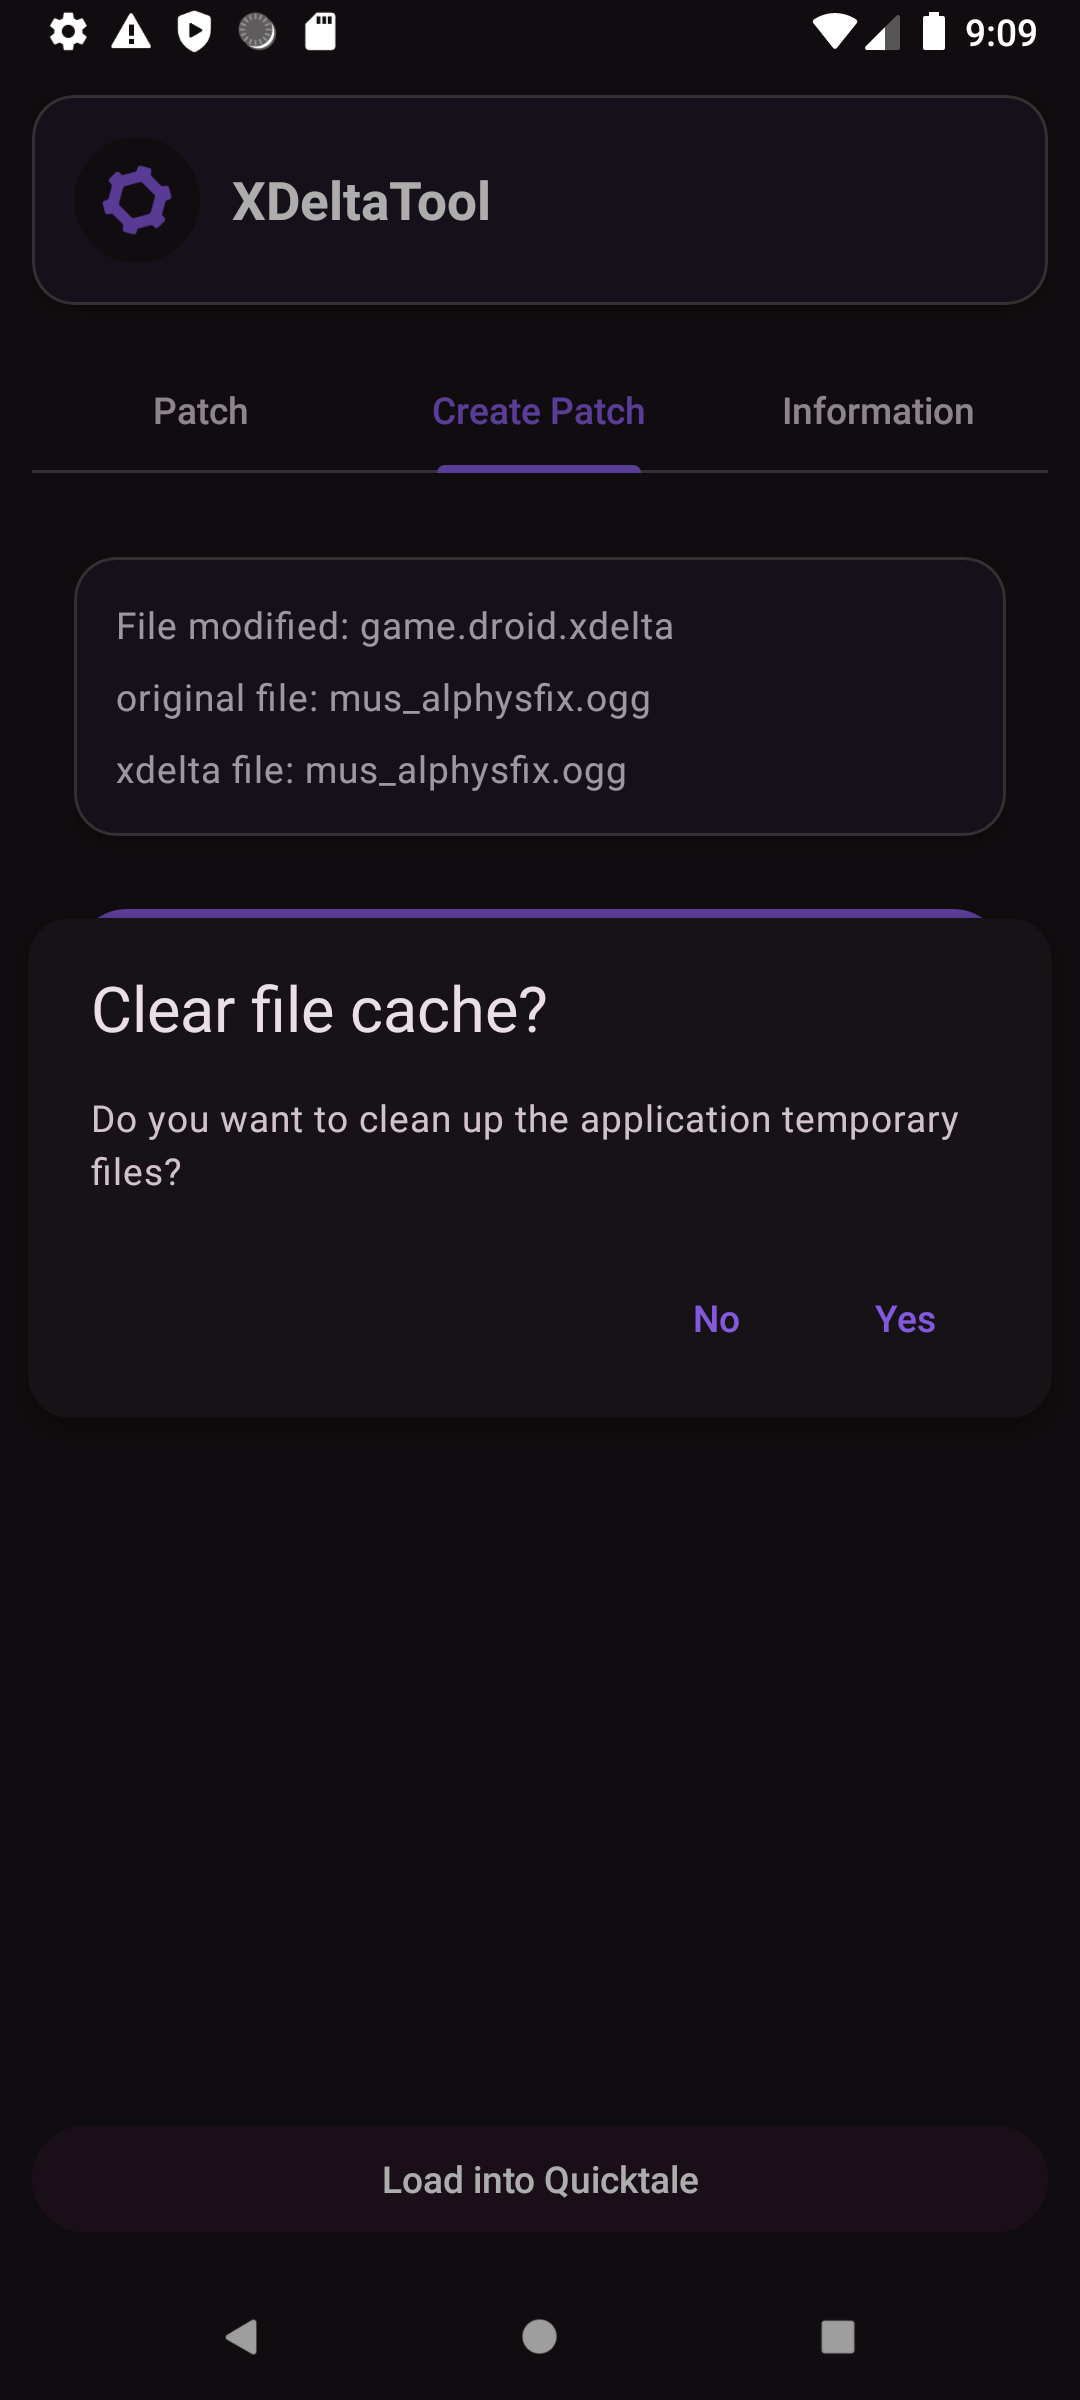 9:09
XDeltaTool
Patch
Create Patch
Information
File modified: game.droid.xdelta
original file: mus_alphysfix.ogg
xdelta file: mus_alphysfix.ogg
Clear file cache?
Do you want to clean up the application temporary
files?
No
Yes
Load into Quicktale